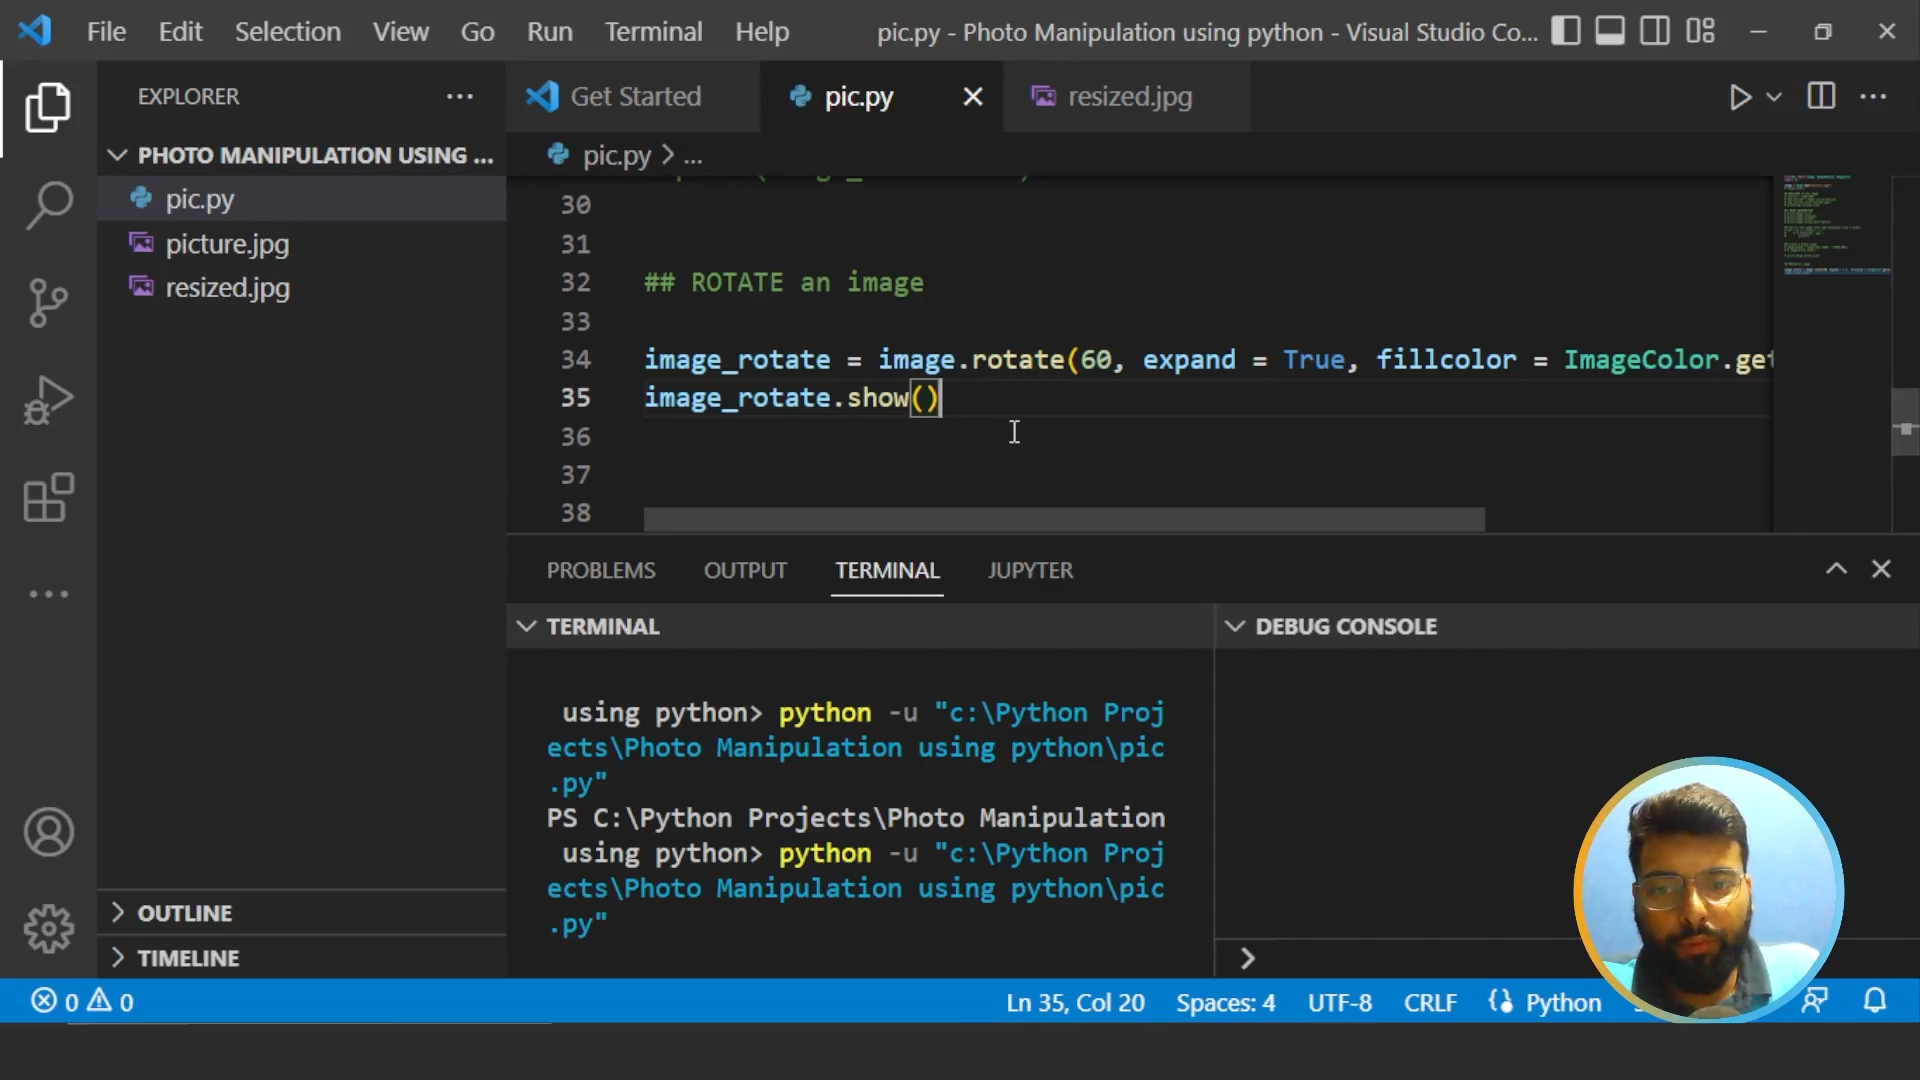 File Edit Selection View Go Run Terminal Help pic.py - Photo Manipulation using python - Visual Studio Co...
EXPLORER ...
Get Started pic.py resized.jpg
PHOTO MANIPULATION USING ...
pic.py > ...
pic.py
picture.jpg
resized.jpg
30
31
32 ## ROTATE an image
33
34 image_rotate = image.rotate(60, expand = True, fillcolor = ImageColor.get
35 image_rotate.show()
36
37
38
PROBLEMS OUTPUT TERMINAL JUPYTER
TERMINAL
DEBUG CONSOLE
using python> python -u "c:\Python Proj
ects\Photo Manipulation using python\pic
.py"
PS C:\Python Projects\Photo Manipulation
using python> python -u "c:\Python Proj
ects\Photo Manipulation using python\pic
.py"
OUTLINE
TIMELINE
0 0 Ln 35, Col 20 Spaces: 4 UTF-8 CRLF Python